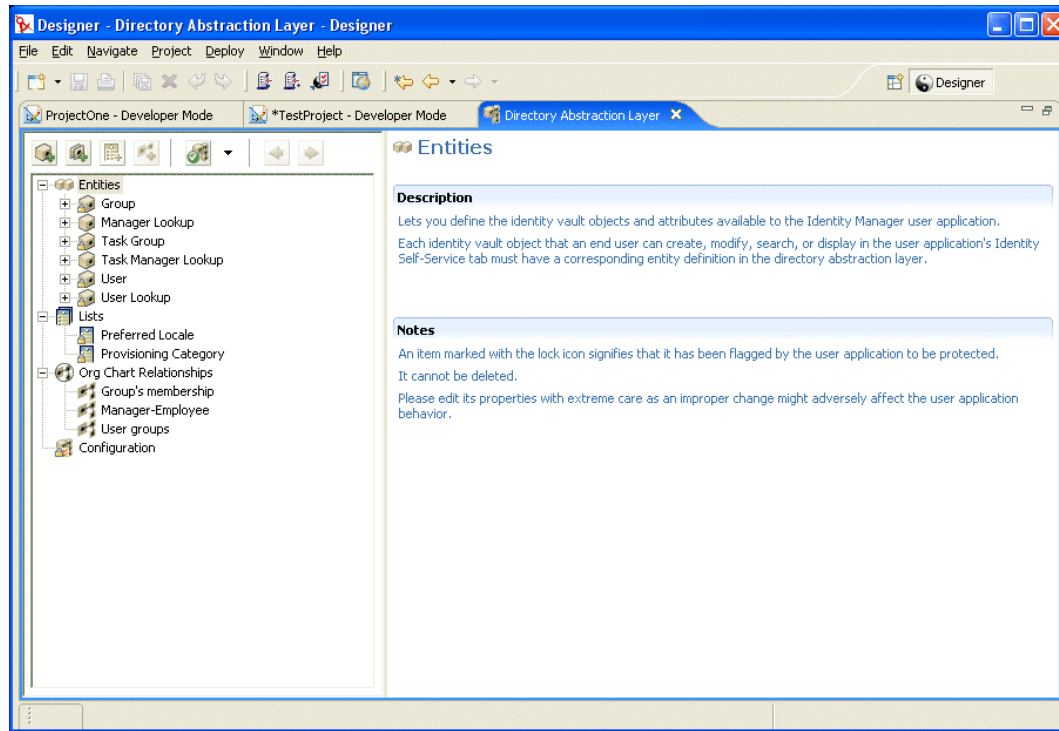 Designer - Directory Abstraction Layer - Designer
File Edit Navigate Project Deploy Window Help
Designer
ProjectOne - Developer Mode
*TestProject - Developer Mode
Directory Abstraction Layer
Entities
Group
Manager Lookup
Task Group
Task Manager Lookup
User
User Lookup
Lists
Preferred Locale
Provisioning Category
Org Chart Relationships
Group's membership
Manager-Employee
User groups
Configuration
Entities
Description
Lets you define the identity vault objects and attributes available to the Identity Manager user application.
Each identity vault object that an end user can create, modify, search, or display in the user application's Identity
Self-Service tab must have a corresponding entity definition in the directory abstraction layer.
Notes
An item marked with the lock icon signifies that it has been flagged by the user application to be protected.
It cannot be deleted.
Please edit its properties with extreme care as an improper change might adversely affect the user application
behavior.